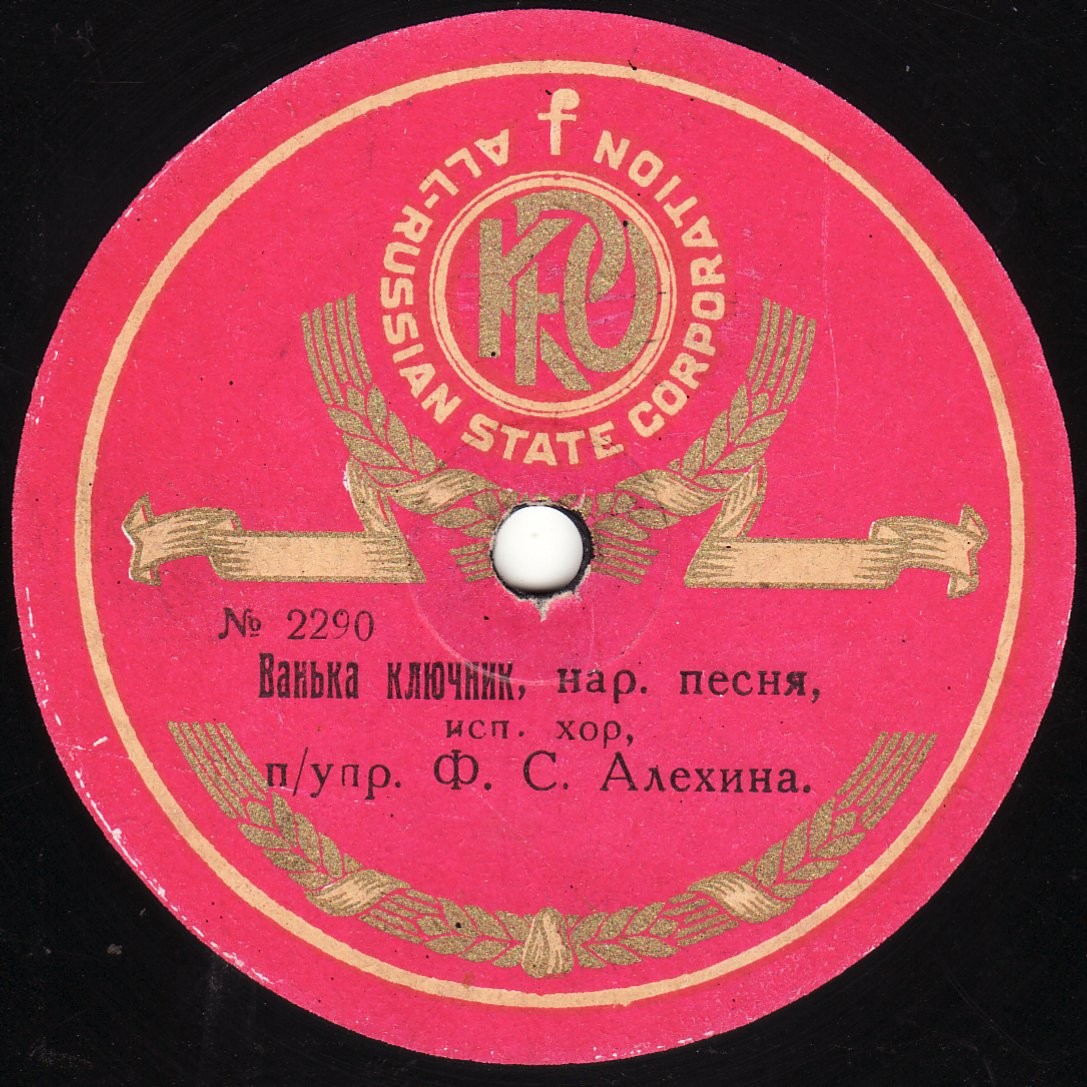 ALL-RUSSIAN STATE CORPORATION
№ 2290
Ванька ключник, нар. песня,
исп. хор,
п/упр. Ф. С. Алехина.